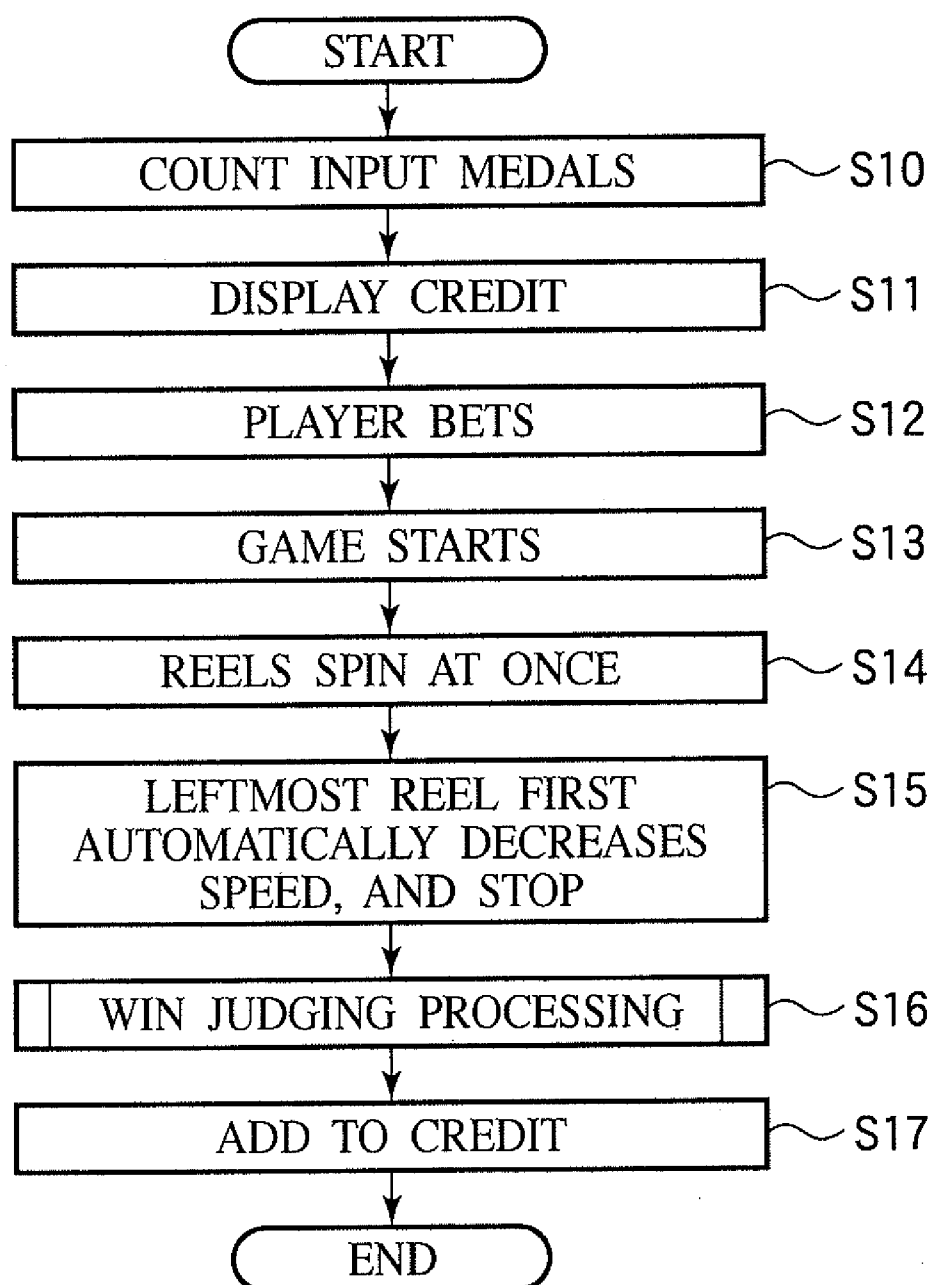 START
COUNT INPUT MEDALS S10
DISPLAY CREDIT S11
PLAYER BETS S12
GAME STARTS S13
REELS SPIN AT ONCE S14
LEFTMOST REEL FIRST S15
AUTOMATICALLY DECREASES
SPEED, AND STOP
WIN JUDGING PROCESSING S16
ADD TO CREDIT S17
END